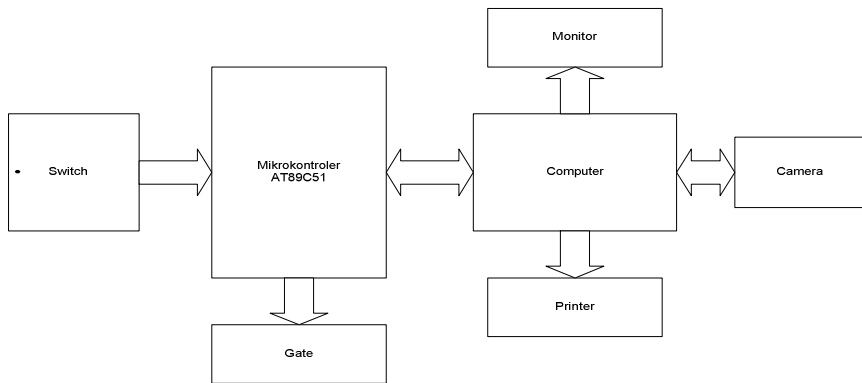 Monitor
Switch
Mikrokontroler
AT89C51
Computer
Camera
Printer
Gate